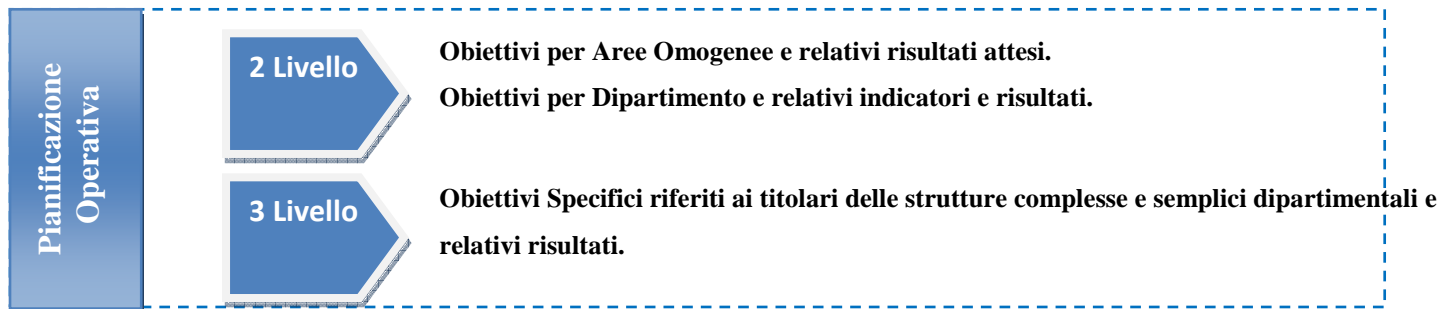 Pianificazione
Operativa
2 Livello
Obiettivi per Aree Omogenee e relativi risultati attesi.
Obiettivi per Dipartimento e relativi indicatori e risultati.
3 Livello
Obiettivi Specifici riferiti ai titolari delle strutture complesse e semplici dipartimentali e
relativi risultati.